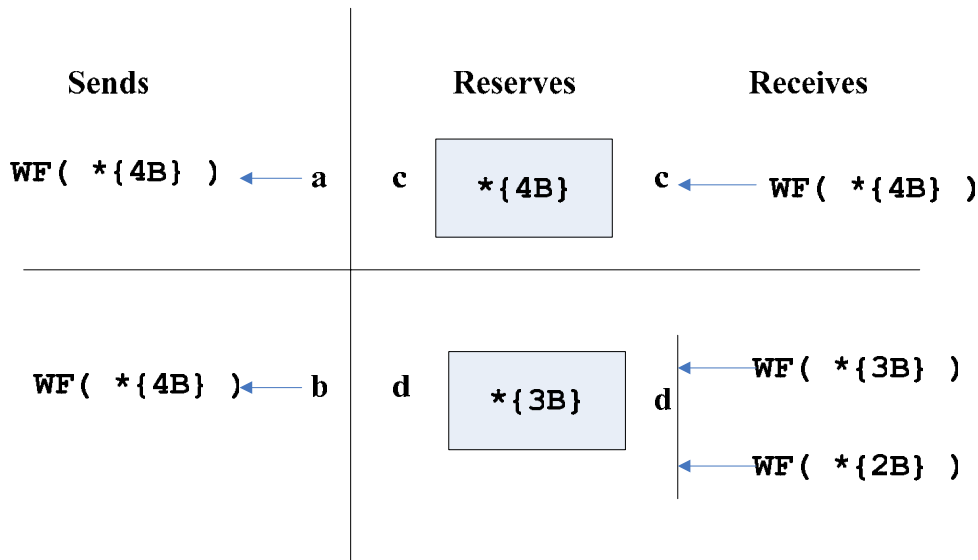 Sends Reserves Receives
WF( *{4B} ) a c *{4B} c WF( *{4B} )
WF( *{4B} ) b d *{3B} d WF( *{3B} )
WF( *{2B} )